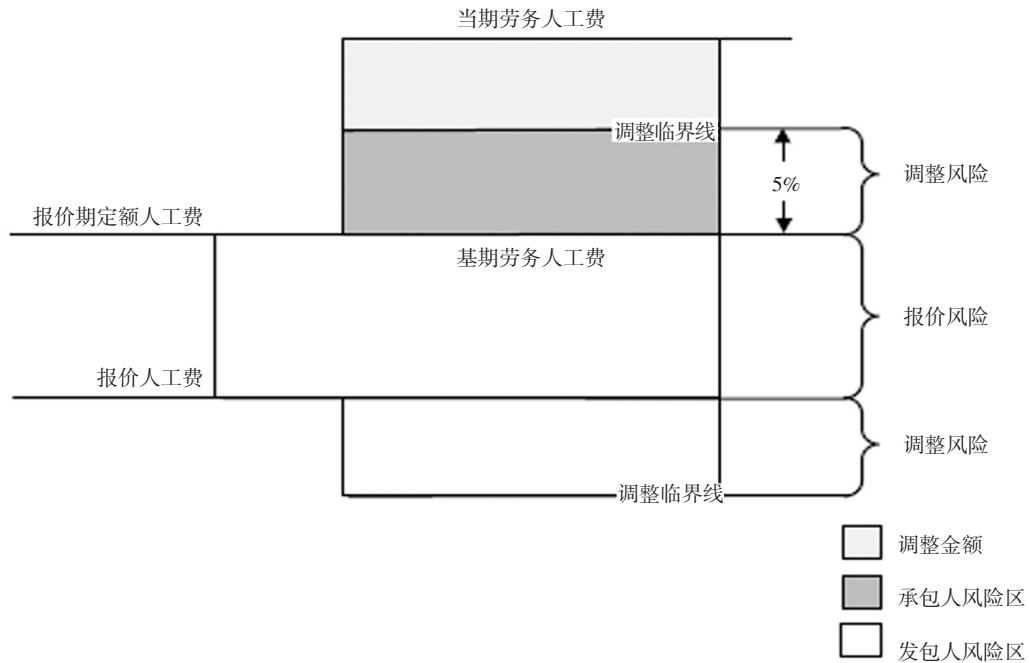 当期劳务人工费
调整临界线
5%
调整风险
报价期定额人工费
基期劳务人工费
报价风险
报价人工费
调整风险
调整临界线
调整金额
承包人风险区
发包人风险区